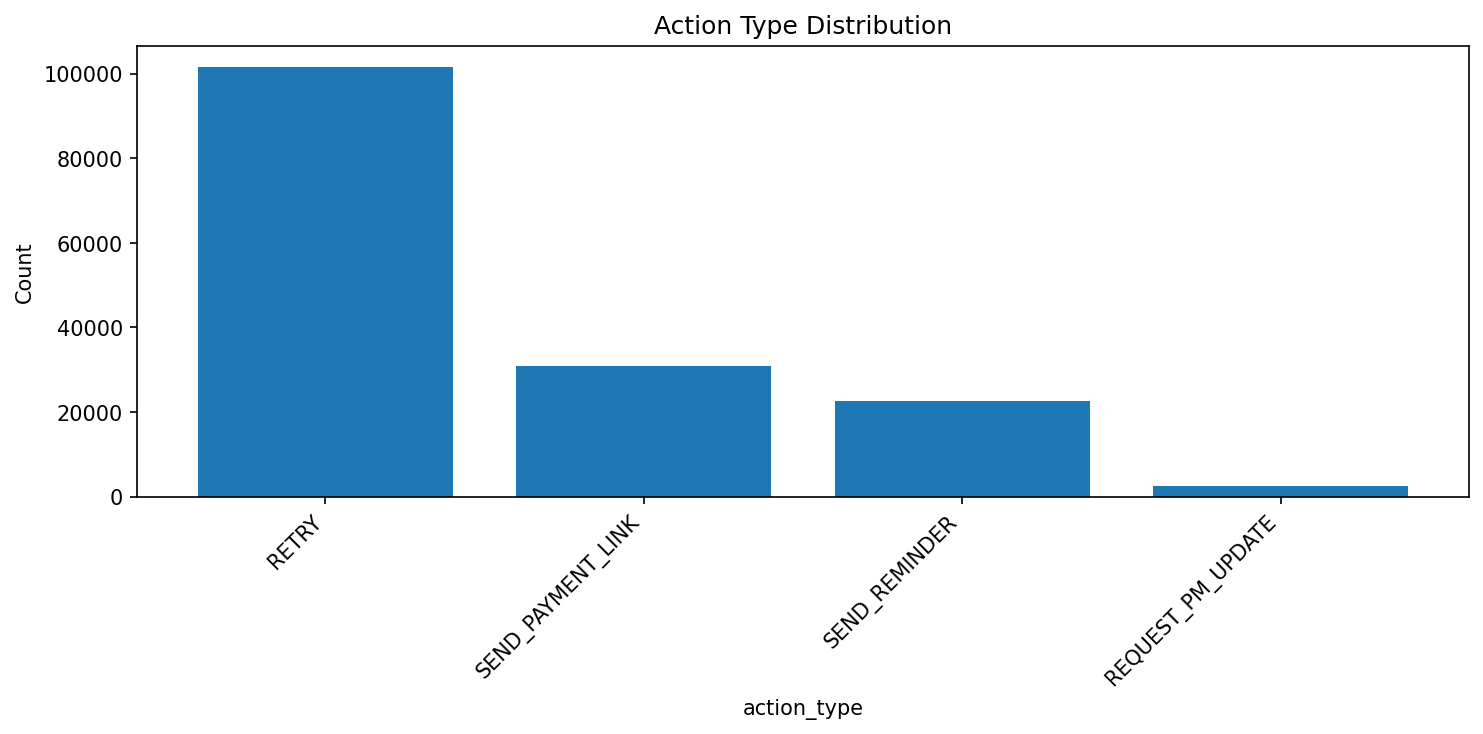 Action Type Distribution
100000
80000
60000
40000
20000
0
Count
RETRY
SEND_PAYMENT_LINK
SEND_REMINDER
REQUEST_PM_UPDATE
action_type